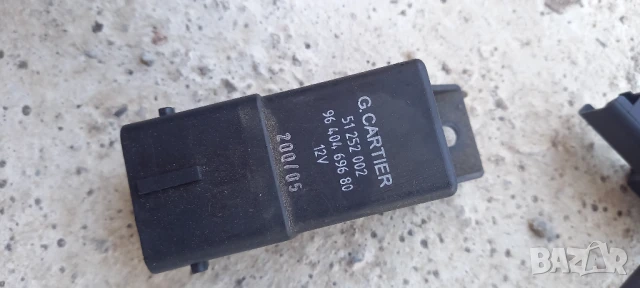 G.CARTIER
51 252 002
96 404 696 80
12V
200/05
BAZAR